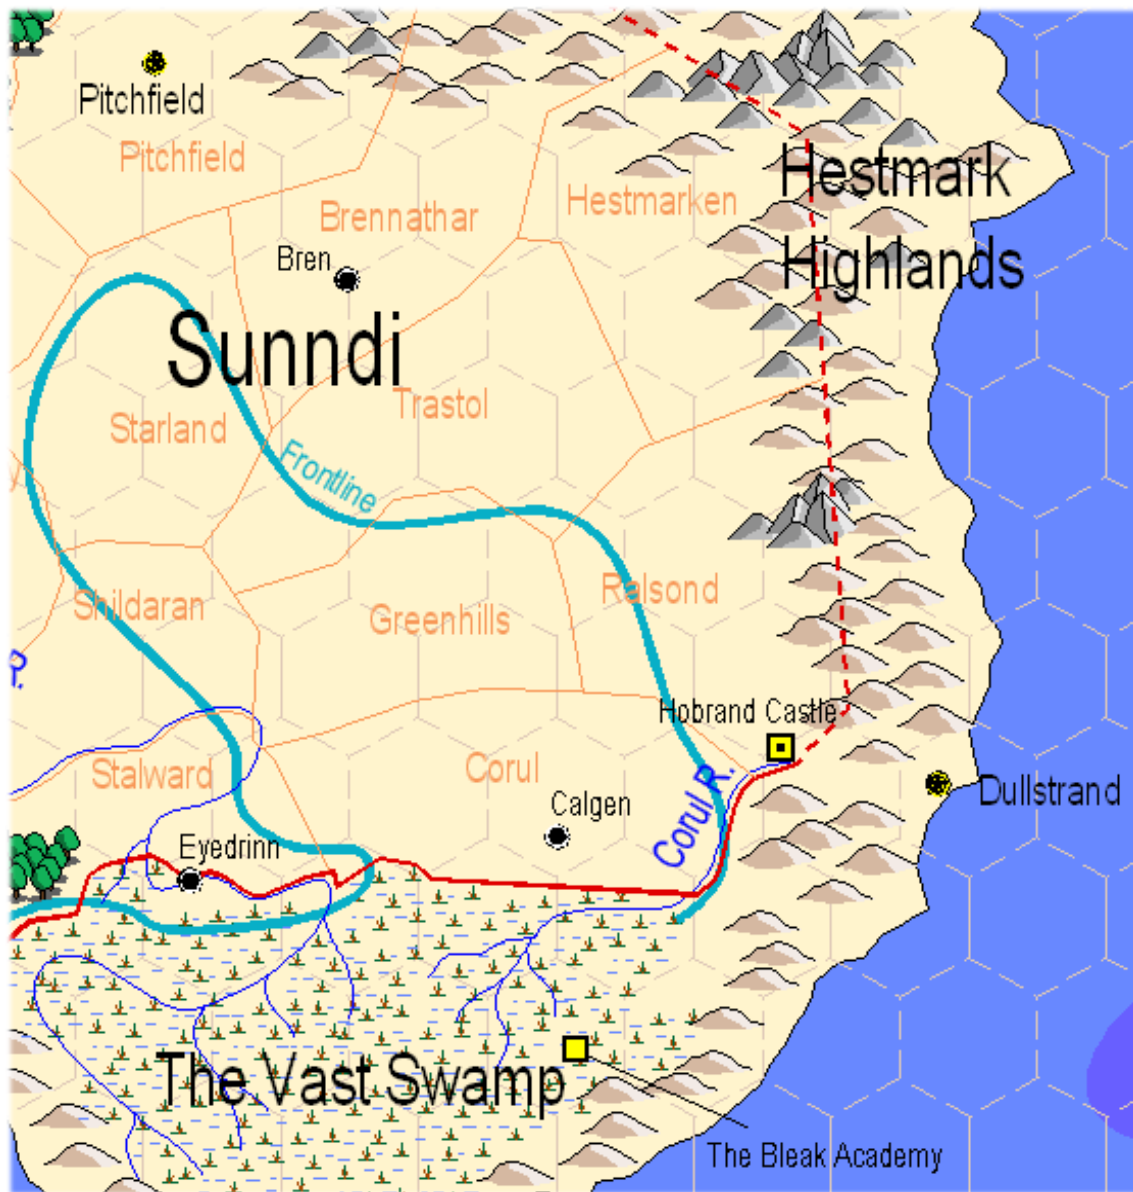 Pitchfield
Pitchfield
Hestmark
Highlands
Hestmarken
Brennathar
Bren
Sunndi
Trastol
Starland
Frontline
Shildaran
Greenhills
Ralsond
R.
Hobrand Castle
Stalward
Corul
Corul R.
Dullstrand
Calgen
Eyedrinn
The Vast Swamp
The Bleak Academy